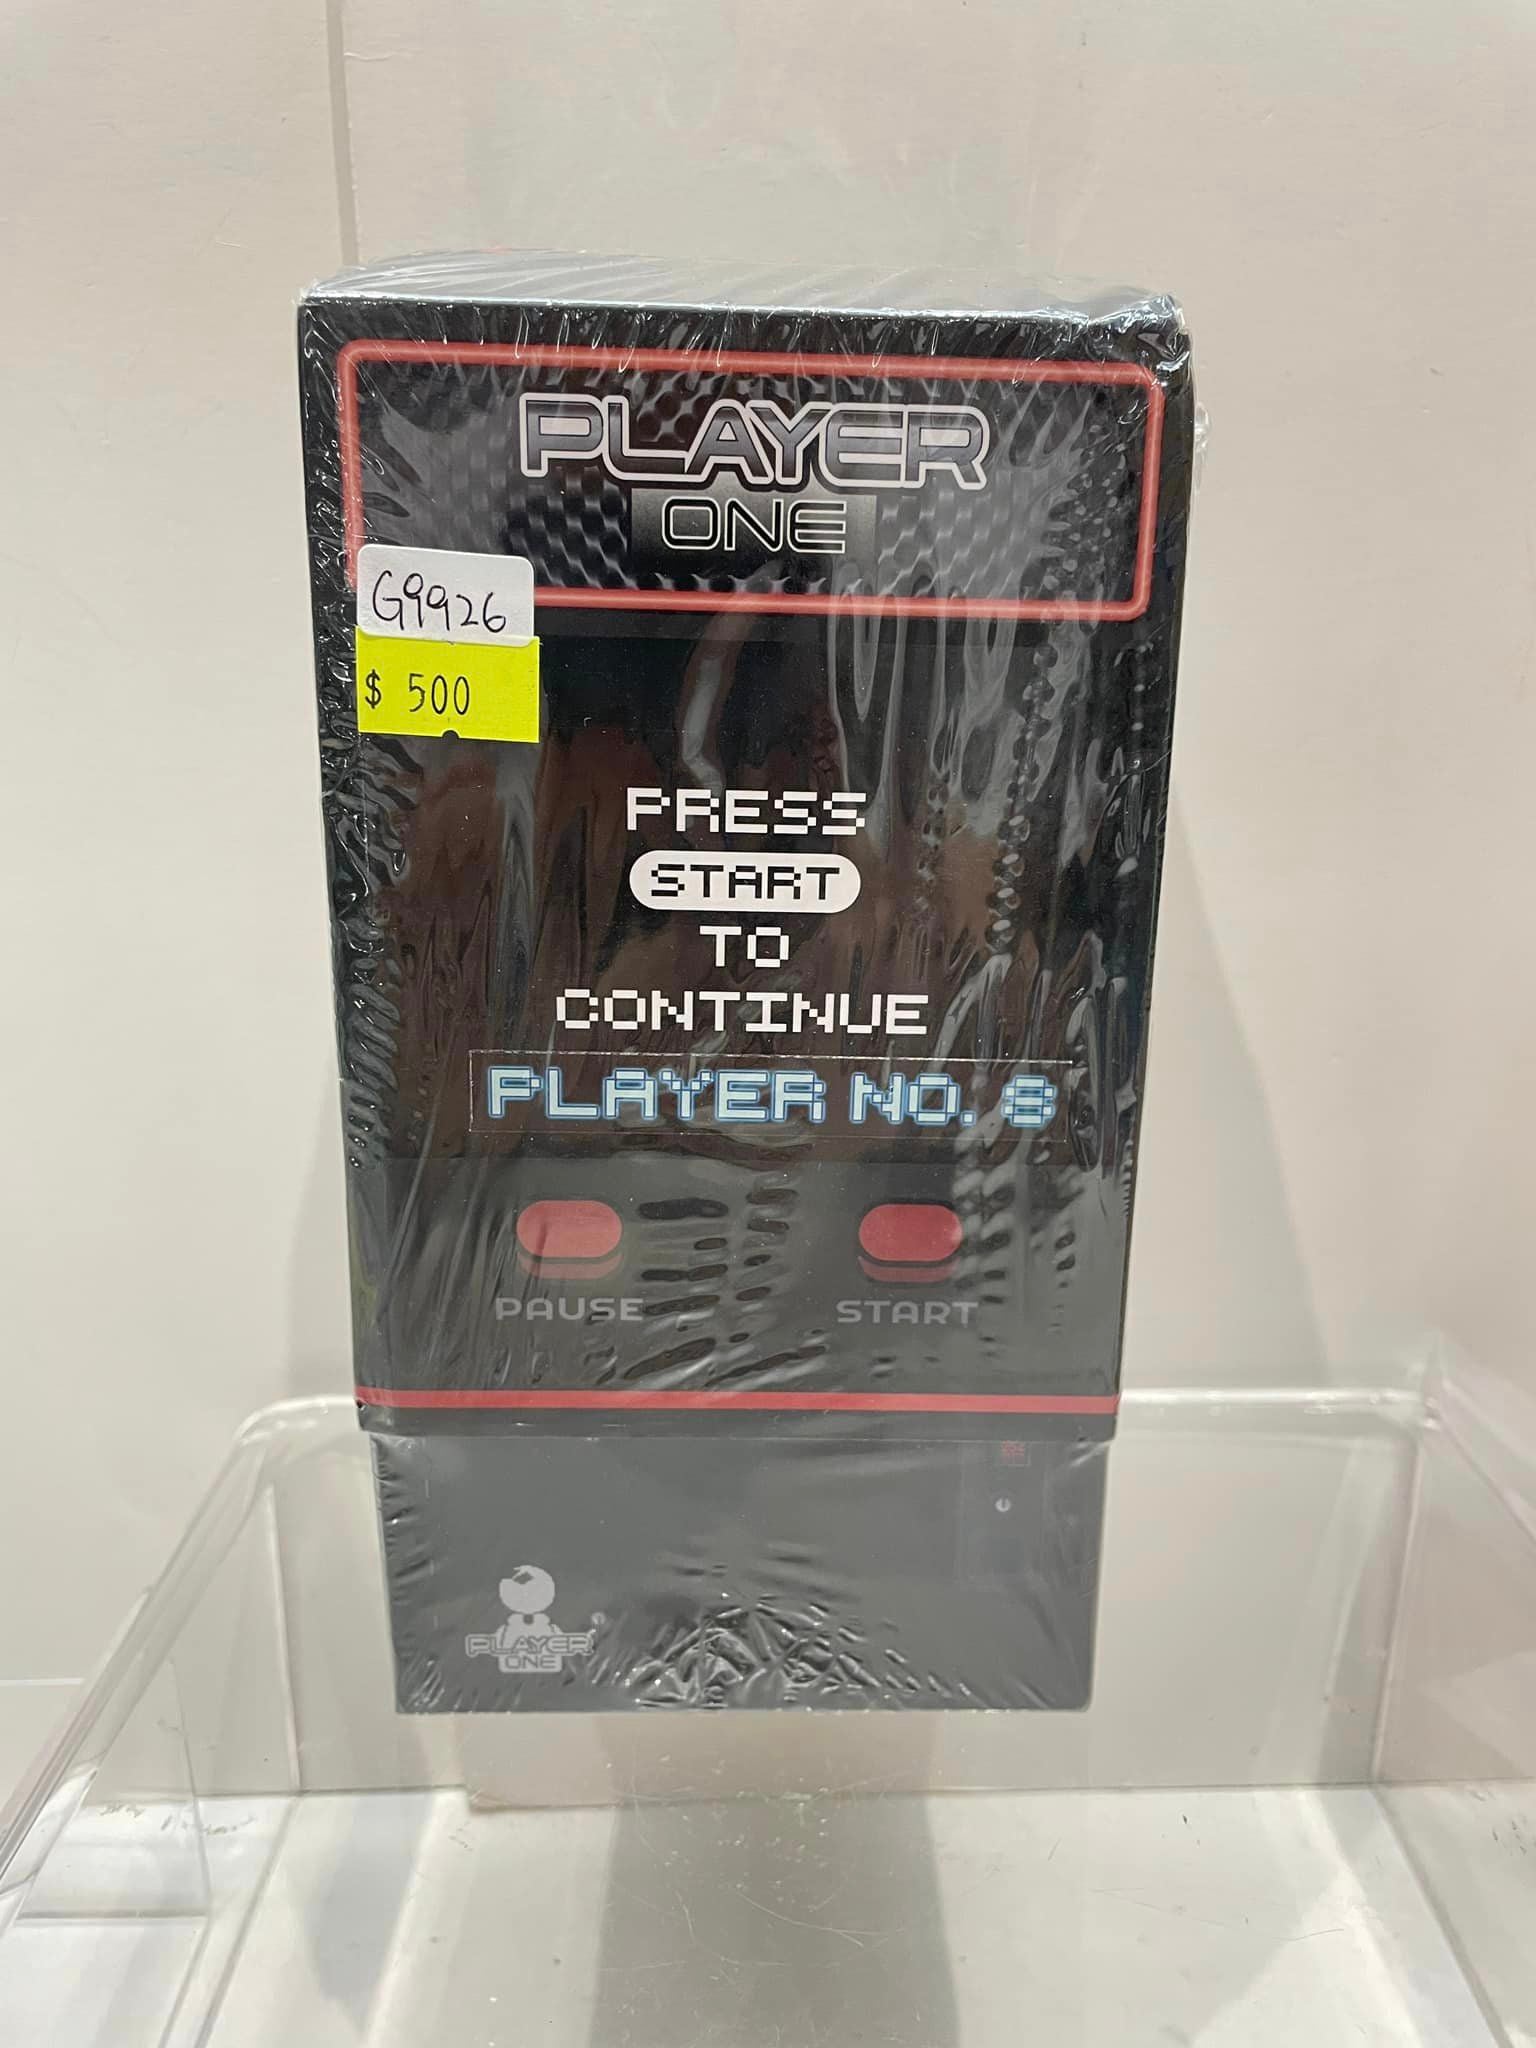 PLAYER
ONE
G9926
$ 500
PRESS
START
TO
CONTINUE
PLAYER NO. 8
PAUSE
START
PLAYER
ONE